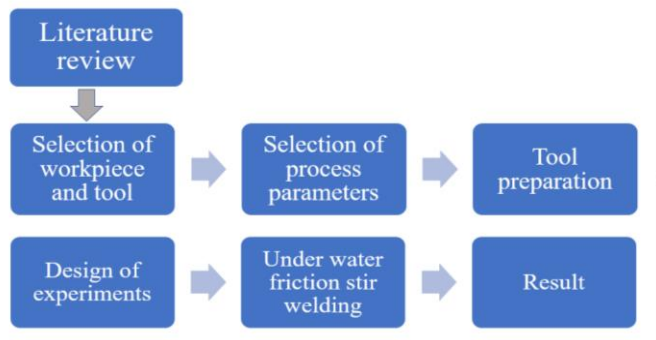 Literature
review
Selection of
workpiece
and tool
Selection of
process
parameters
Tool
preparation
Design of
experiments
Under water
friction stir
welding
Result